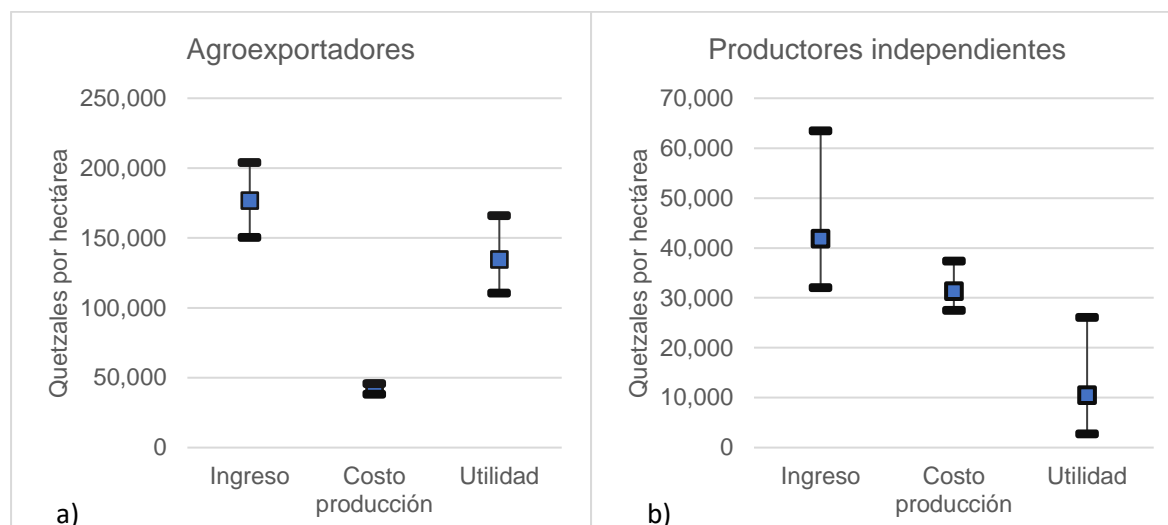 Agroexportadores
Quetzales por hectárea
250,000
200,000
150,000
100,000
50,000
0
Ingreso
Costo
producción
Utilidad
a)
Productores independientes
Quetzales por hectárea
70,000
60,000
50,000
40,000
30,000
20,000
10,000
0
Ingreso
Costo
producción
Utilidad
b)